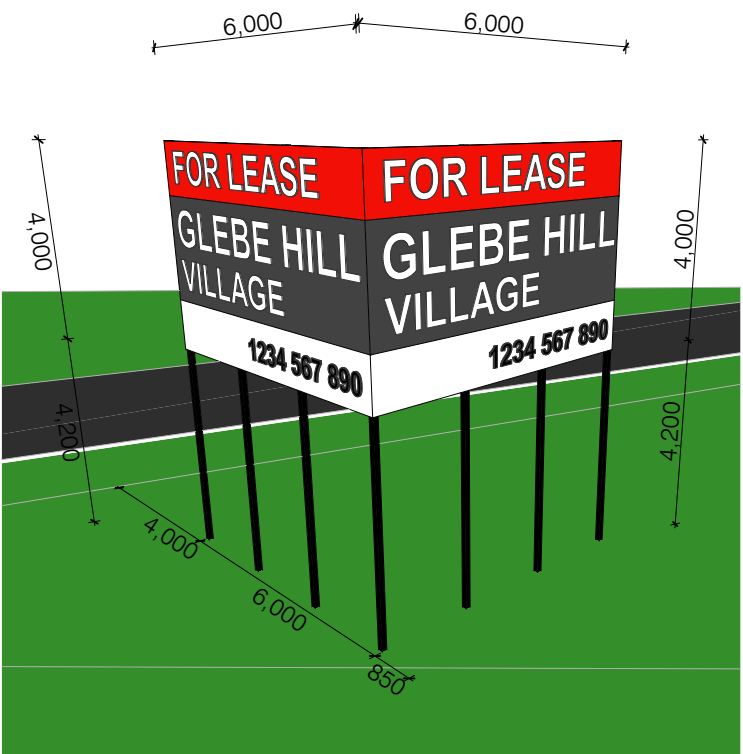 6,000
6,000
FOR LEASE
GLEBE HILL
VILLAGE
1234 567 890
FOR LEASE
GLEBE HILL
VILLAGE
1234 567 890
4,000
4,200
4,000
4,200
4,000
6,000
850